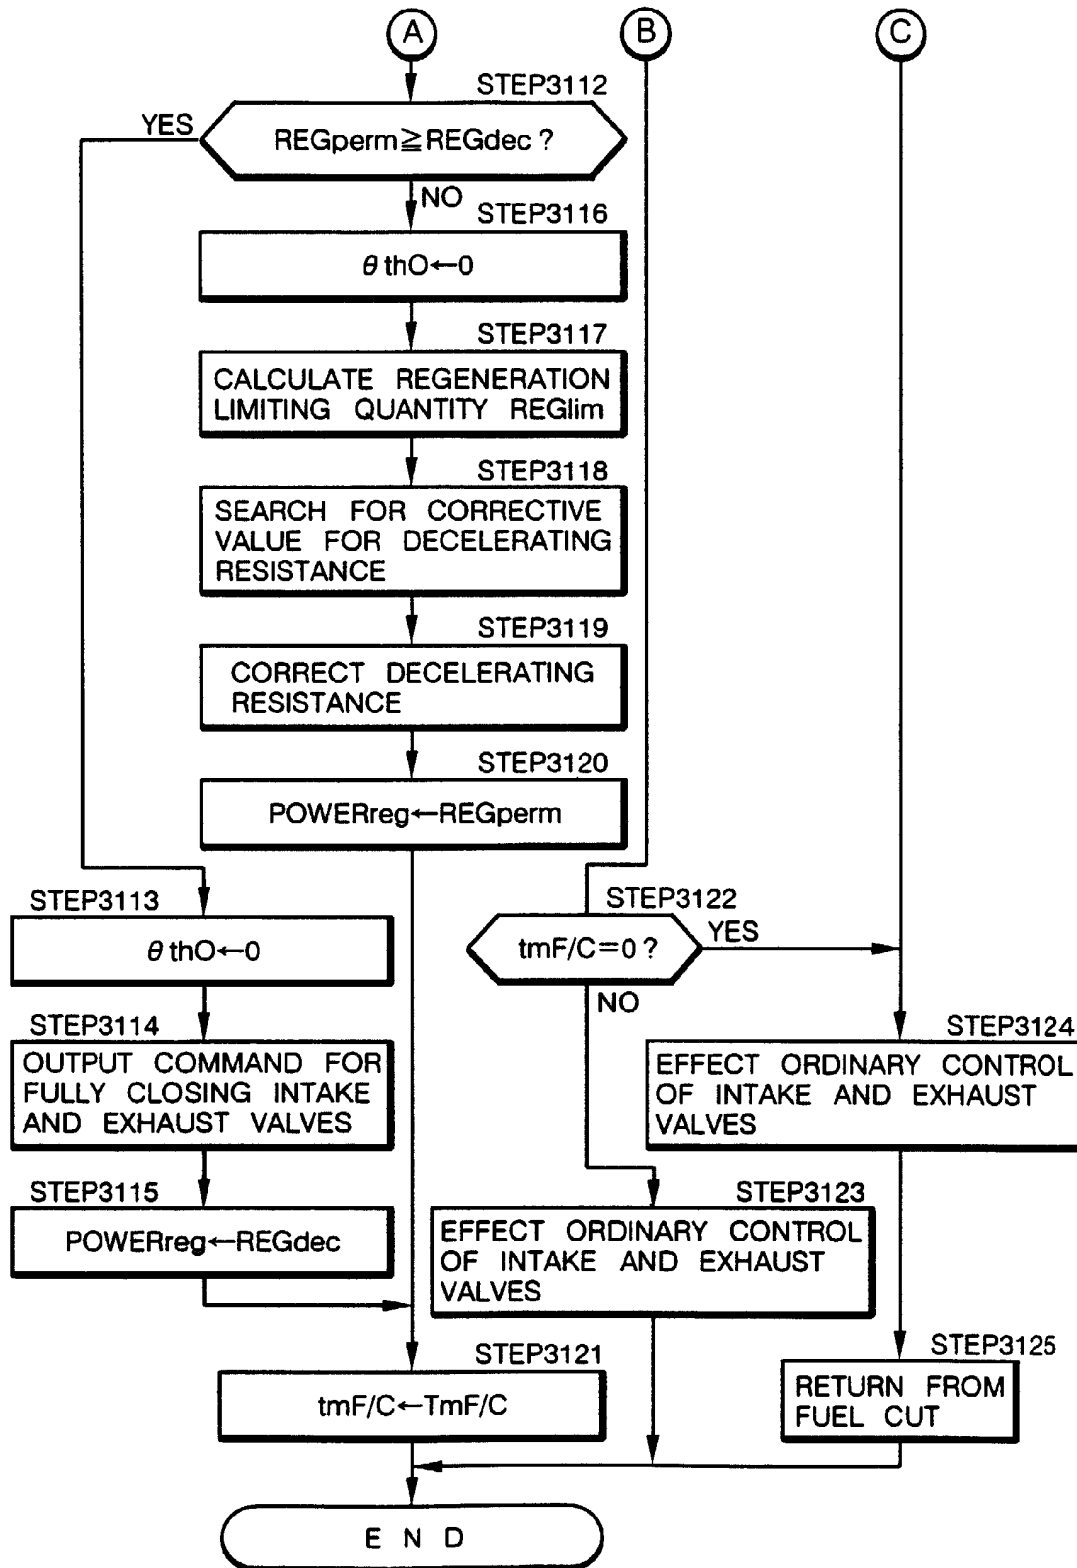 A
B
C
STEP3112
YES
REGperm≧REGdec ?
NO
STEP3116
θ thO←0
STEP3117
CALCULATE REGENERATION
LIMITING QUANTITY REGlim
STEP3118
SEARCH FOR CORRECTIVE
VALUE FOR DECELERATING
RESISTANCE
STEP3119
CORRECT DECELERATING
RESISTANCE
STEP3120
POWERreg←REGperm
STEP3113
θ thO←0
STEP3114
OUTPUT COMMAND FOR
FULLY CLOSING INTAKE
AND EXHAUST VALVES
STEP3115
POWERreg←REGdec
STEP3122
tmF/C=0 ?
YES
NO
STEP3124
EFFECT ORDINARY CONTROL
OF INTAKE AND EXHAUST
VALVES
STEP3123
EFFECT ORDINARY CONTROL
OF INTAKE AND EXHAUST
VALVES
STEP3121
tmF/C←TmF/C
STEP3125
RETURN FROM
FUEL CUT
E N D